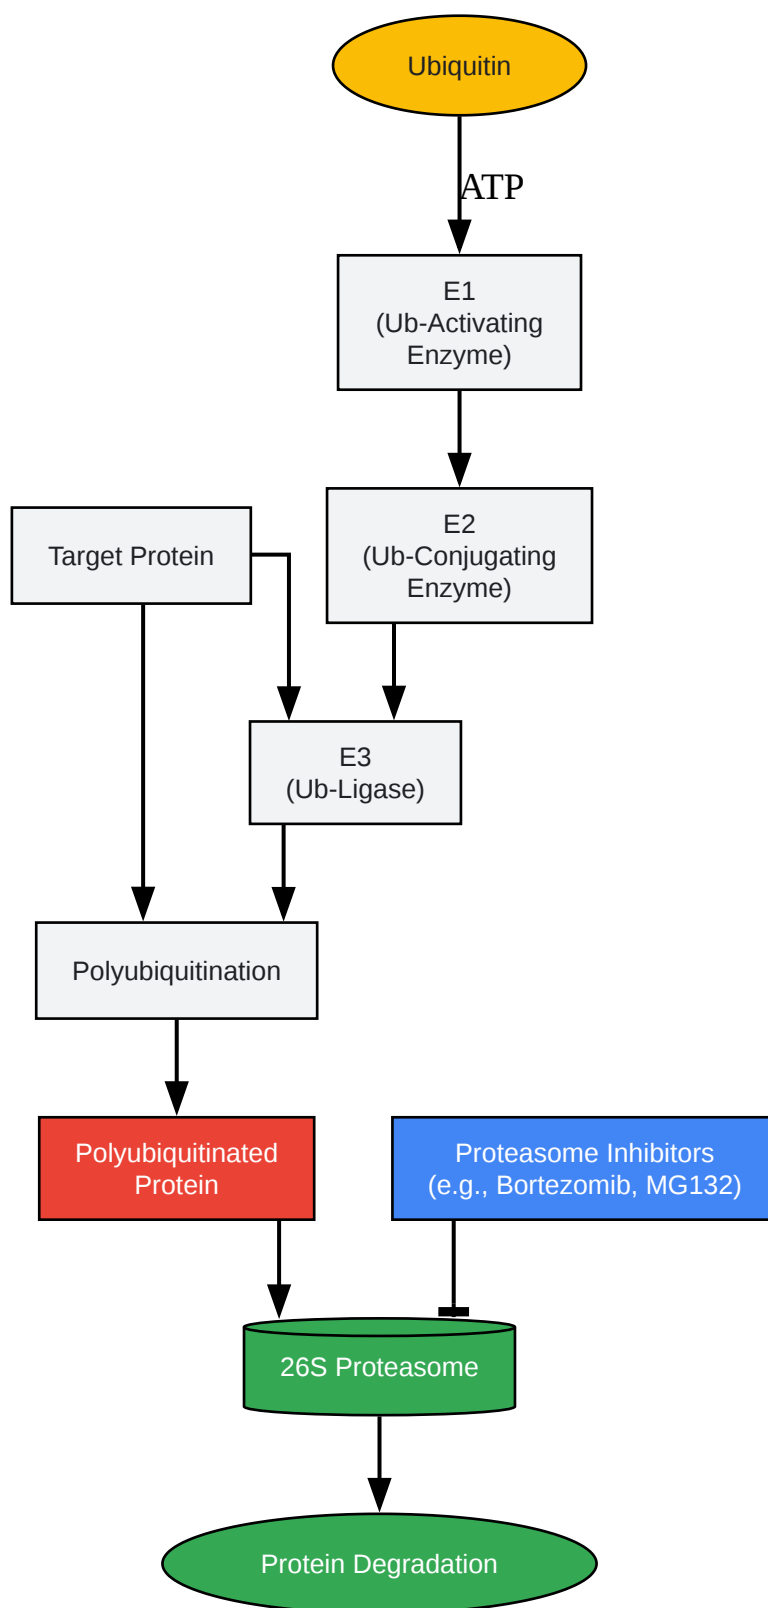 Ubiquitin
ATP
E1
(Ub-Activating
Enzyme)
E2
(Ub-Conjugating
Enzyme)
Target Protein
E3
(Ub-Ligase)
Polyubiquitination
Polyubiquitinated
Protein
Proteasome Inhibitors
(e.g., Bortezomib, MG132)
26S Proteasome
Protein Degradation